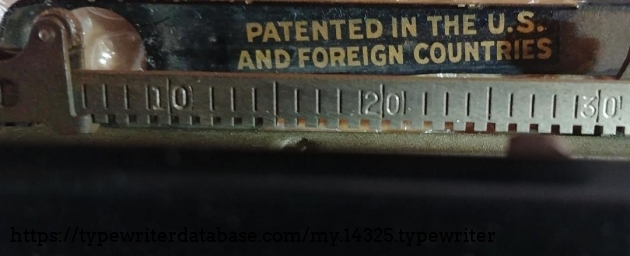 PATENTED IN THE U.S.
AND FOREIGN COUNTRIES
10 20 30
https://typewriterdatabase.com/my.14325.typewriter